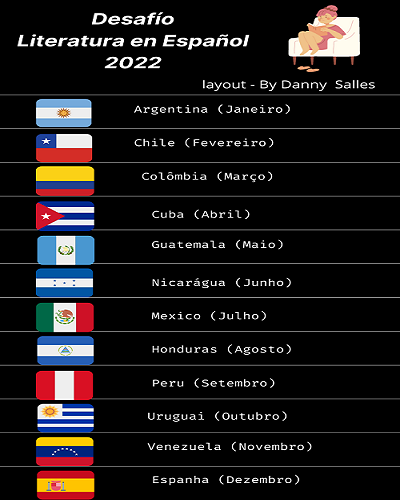 Desafío
Literatura en Español
2022
layout - By Danny Salles
Argentina (Janeiro)
Chile (Fevereiro)
Colômbia (Março)
Cuba (Abril)
Guatemala (Maio)
Nicarágua (Junho)
Mexico (Julho)
Honduras (Agosto)
Peru (Setembro)
Uruguai (Outubro)
Venezuela (Novembro)
Espanha (Dezembro)